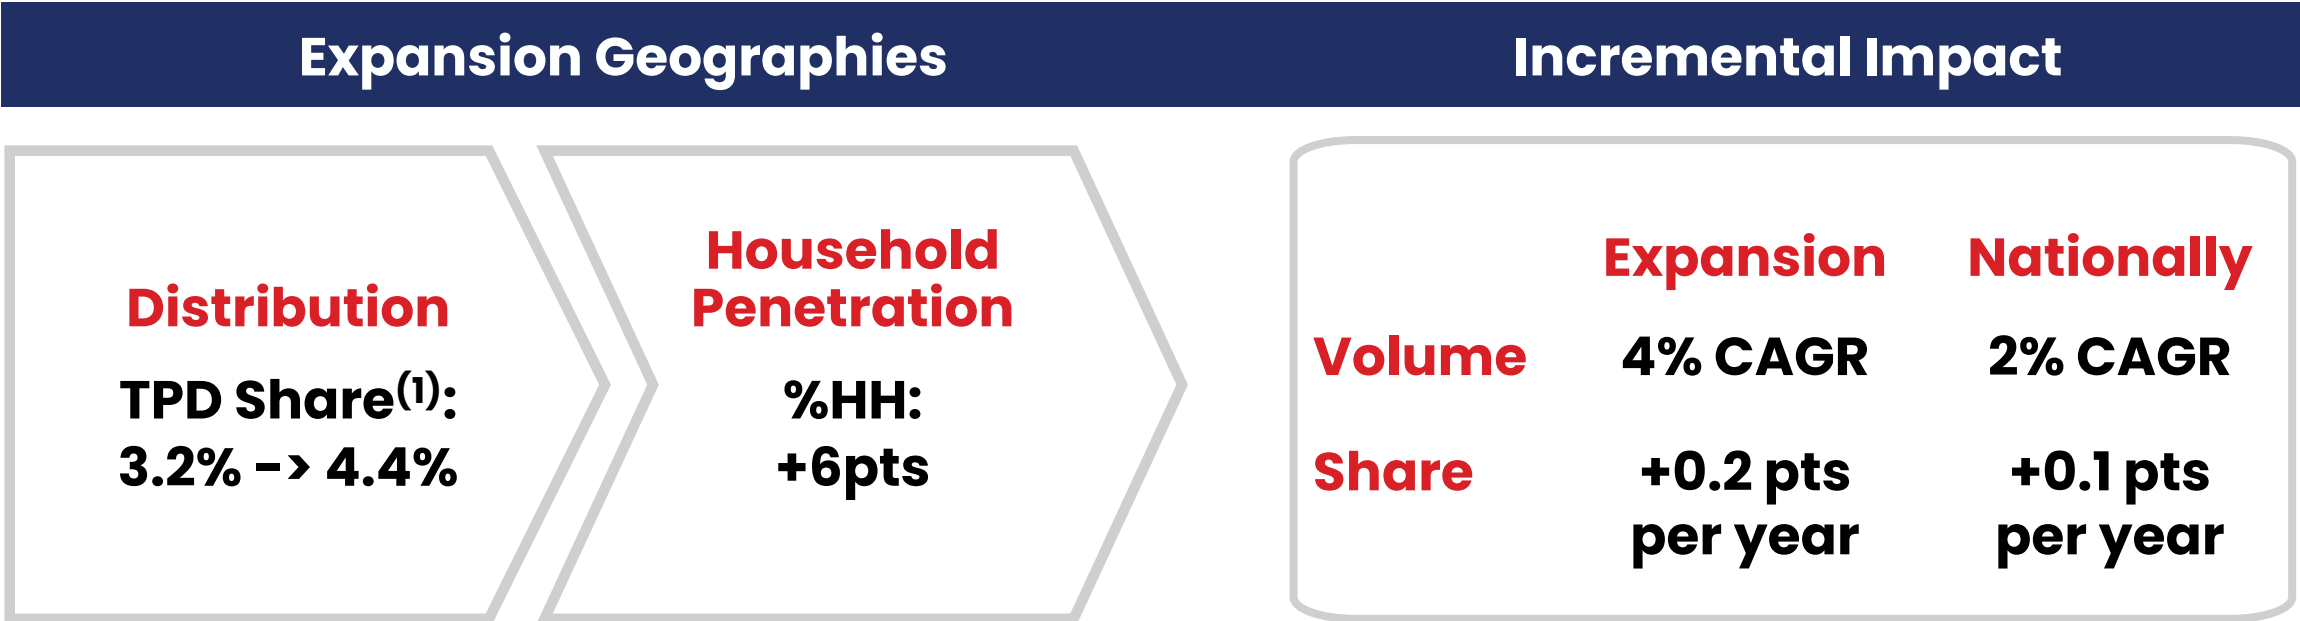 Expansion Geographies
Incremental Impact
Distribution
TPD Share(1):
3.2% -> 4.4%
Household
Penetration
%HH:
+6pts
Expansion Nationally
Volume 4% CAGR 2% CAGR
Share +0.2 pts +0.1 pts
per year per year